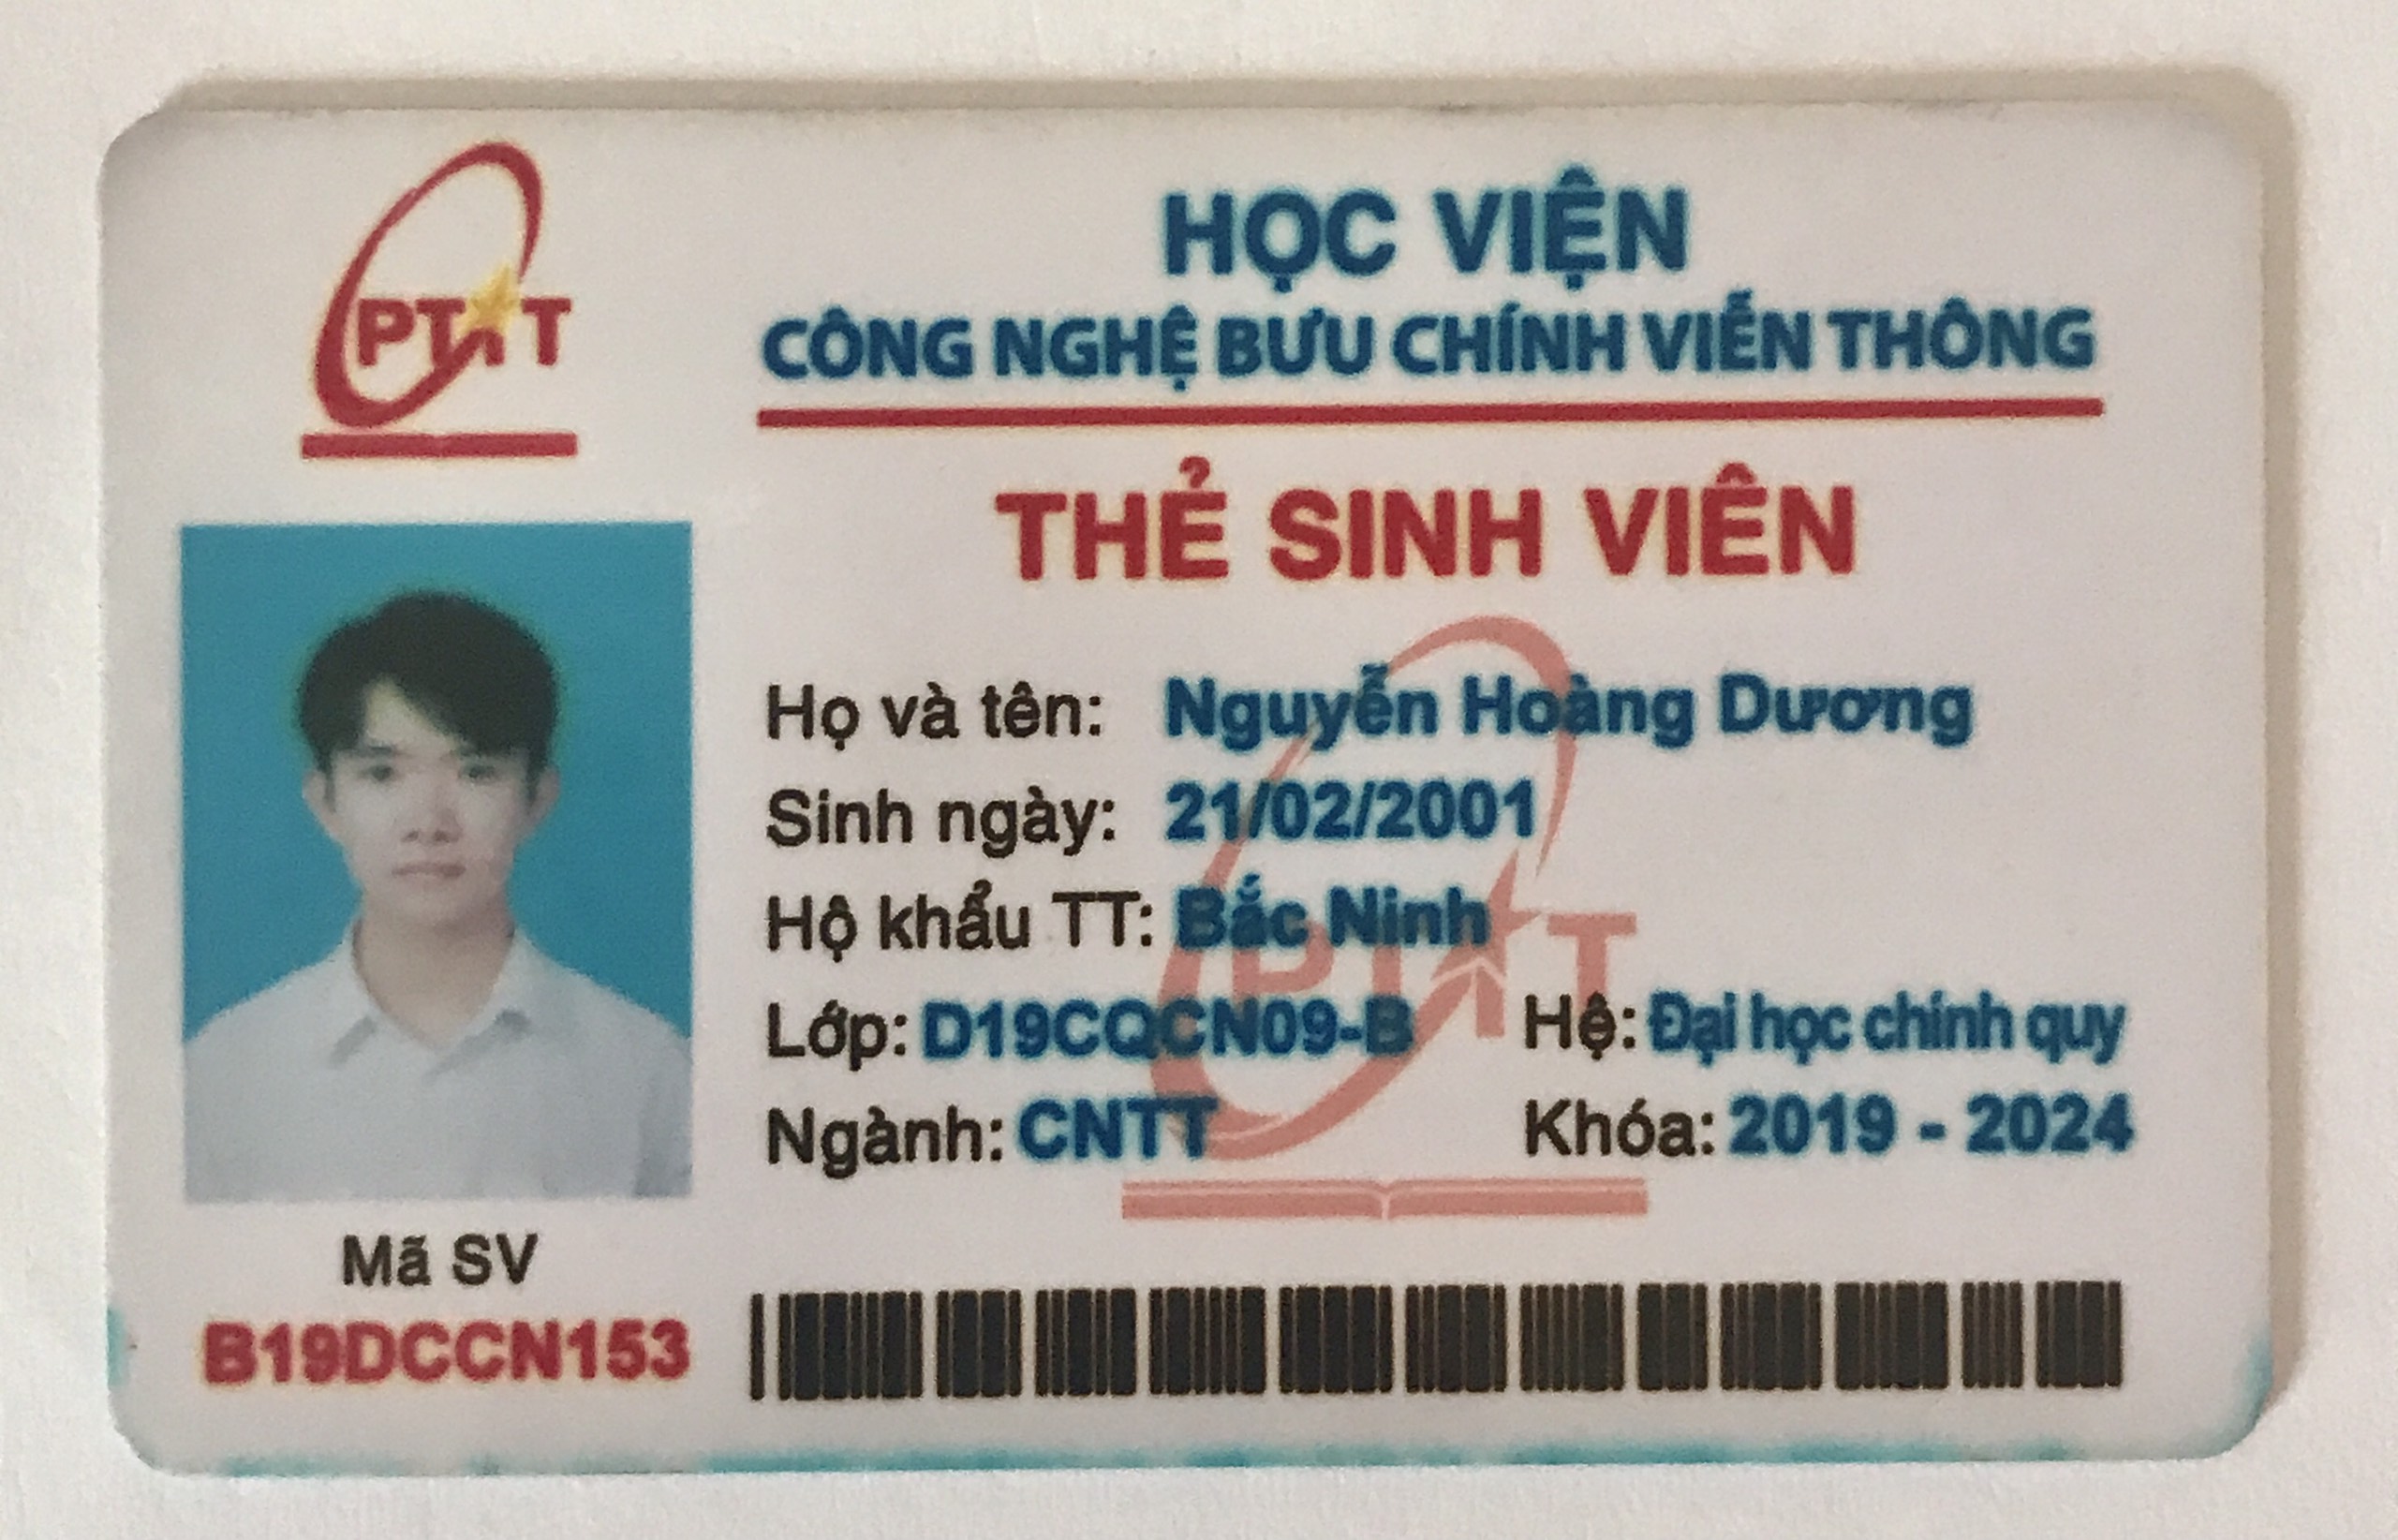 PTIT
HỌC VIỆN
CÔNG NGHỆ BƯU CHÍNH VIỄN THÔNG
THẺ SINH VIÊN
Họ và tên: Nguyễn Hoàng Dương
Sinh ngày: 21/02/2001
Hộ khẩu TT: Bắc Ninh
Lớp: D19CQCN09-B Hệ: Đại học chính quy
Ngành: CNTT Khóa: 2019 - 2024
PTIT
Mã SV
B19DCCN153